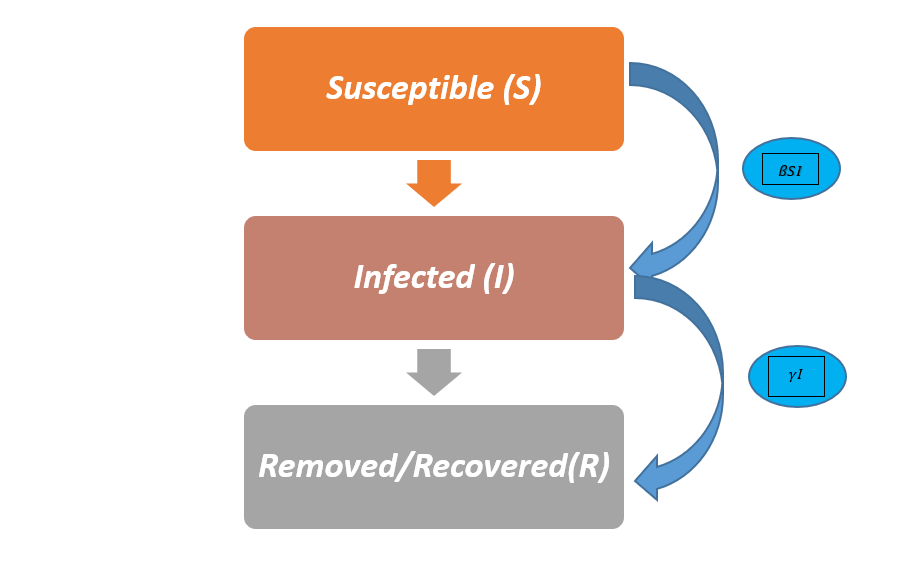 Susceptible (S)
βSI
Infected (I)
γI
Removed/Recovered(R)